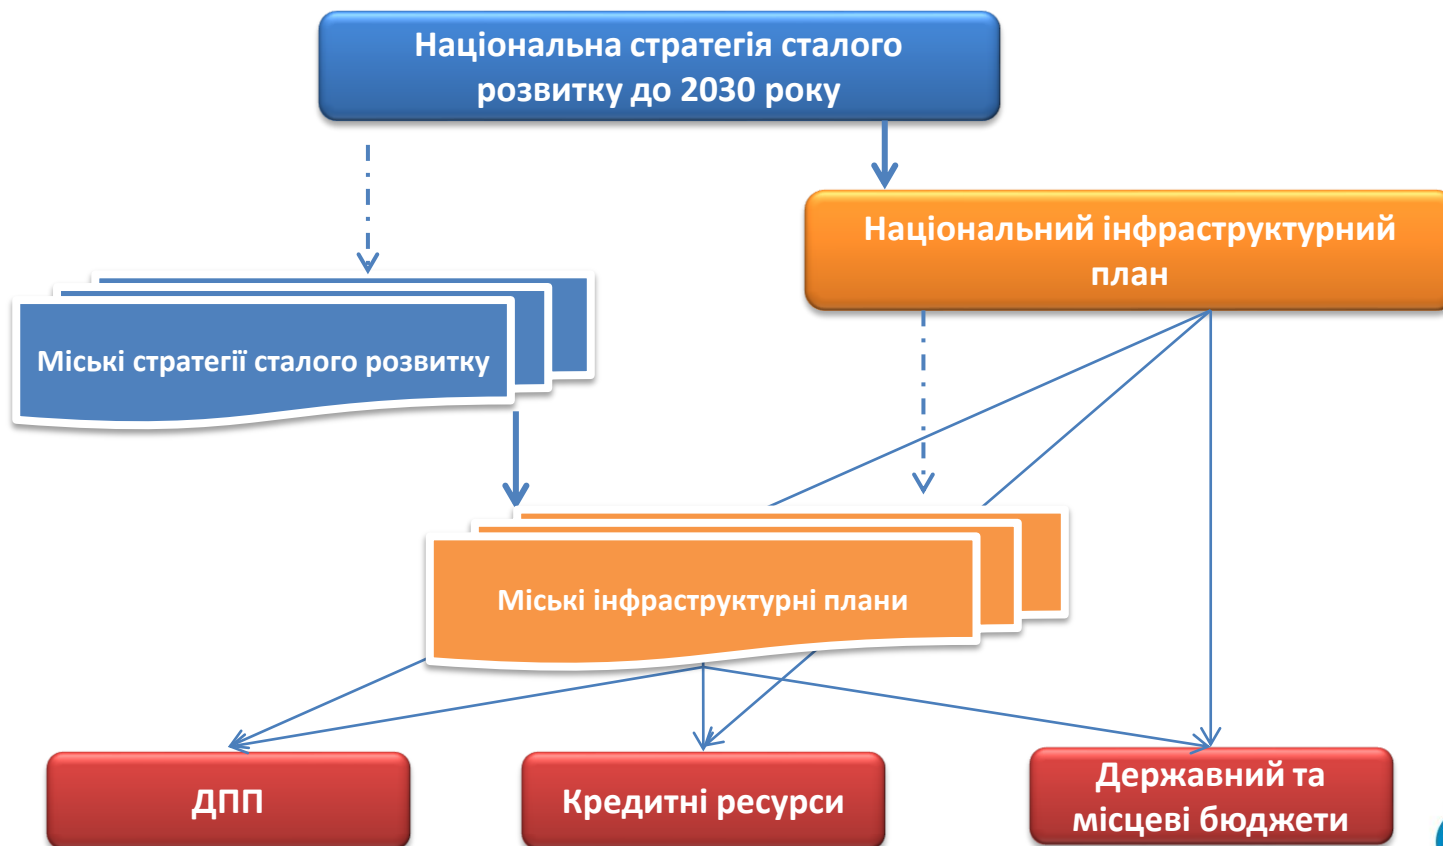 Національна стратегія сталого
розвитку до 2030 року
Національний інфраструктурний
план
Міські стратегії сталого розвитку
Міські інфраструктурні плани
ДПП
Кредитні ресурси
Державний та
місцеві бюджети